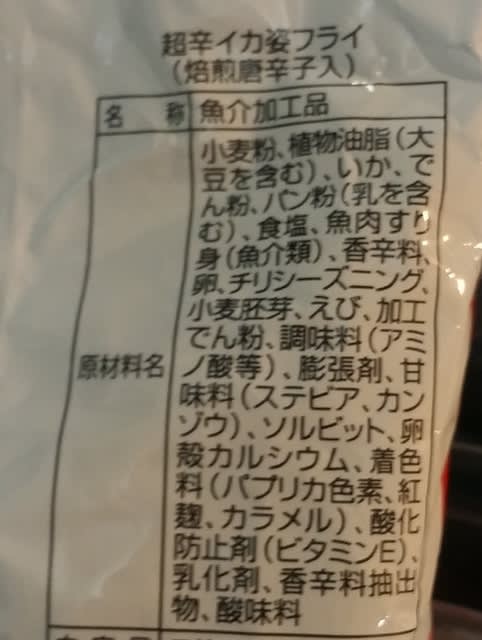 超辛イカ姿フライ
(焙煎唐辛子入)
名 称 魚介加工品
原材料名
小麦粉、植物油脂(大
豆を含む)、いか、で
ん粉、パン粉(乳を含
む)、食塩、魚肉すり
身(魚介類)、香辛料、
卵、チリシーズニング、
小麦胚芽、えび、加工
でん粉、調味料(アミ
ノ酸等)、膨張剤、甘
味料(ステビア、カン
ゾウ)、ソルビット、卵
殻カルシウム、着色
料(パプリカ色素、紅
麹、カラメル)、酸化
防止剤(ビタミンE)、
乳化剤、香辛料抽出
物、酸味料